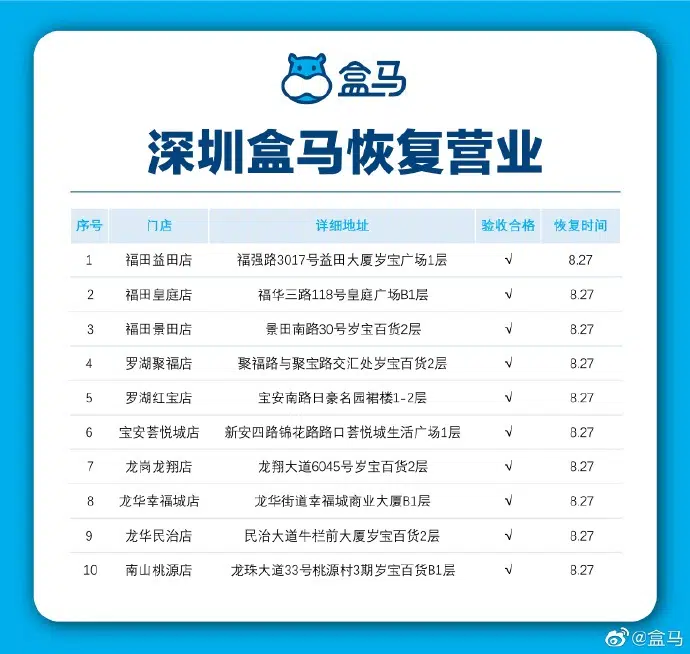 盒马
深圳盒马恢复营业
序号 门店 详细地址 验收合格 恢复时间
1 福田益田店 福强路3017号益田大厦岁宝广场1层 √ 8.27
2 福田皇庭店 福华三路118号皇庭广场B1层 √ 8.27
3 福田景田店 景田南路30号岁宝百货2层 √ 8.27
4 罗湖聚福店 聚福路与聚宝路交汇处岁宝百货2层 √ 8.27
5 罗湖红宝店 宝安南路日豪名园裙楼1-2层 √ 8.27
6 宝安荟悦城店 新安四路锦花路路口荟悦城生活广场1层 √ 8.27
7 龙岗龙翔店 龙翔大道6045号岁宝百货2层 √ 8.27
8 龙华幸福城店 龙华街道幸福城商业大厦B1层 √ 8.27
9 龙华民治店 民治大道牛栏前大厦岁宝百货2层 √ 8.27
10 南山桃源店 龙珠大道33号桃源村3期岁宝百货B1层 √ 8.27
@盒马